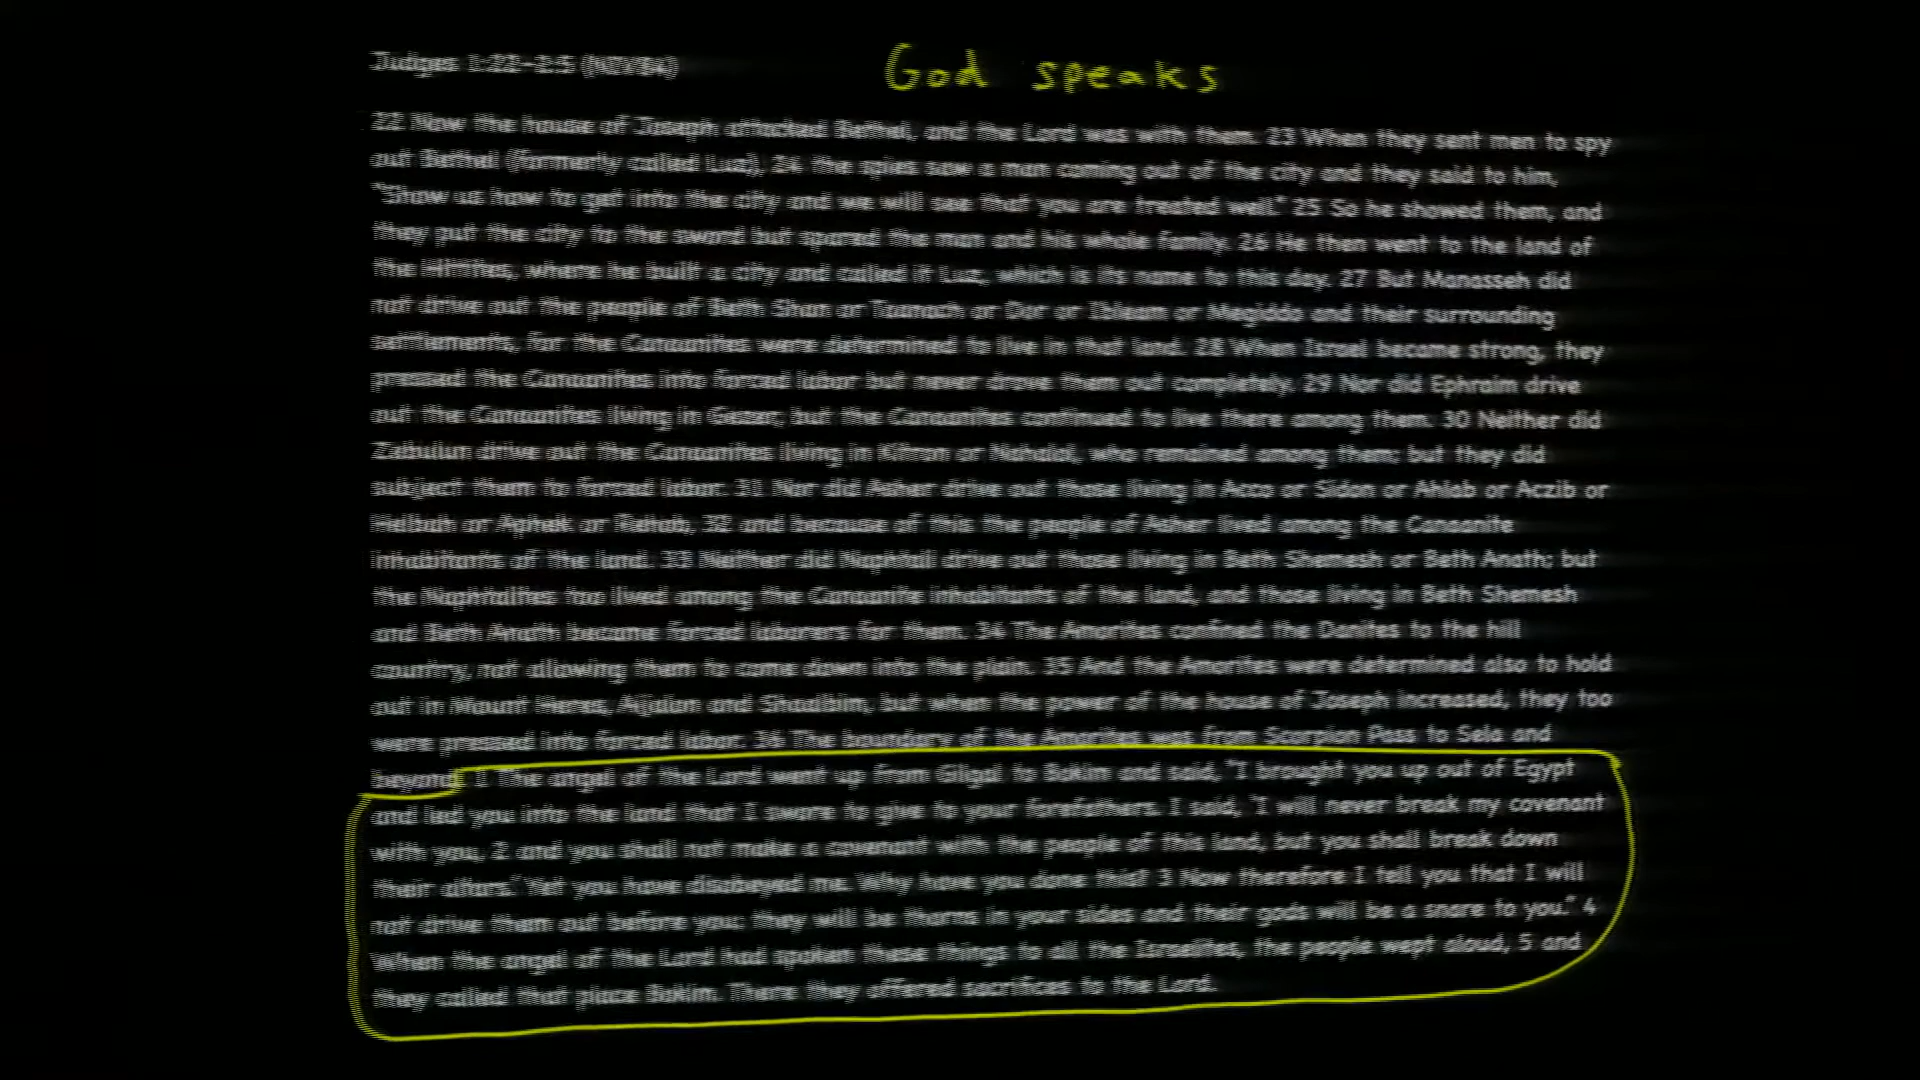 Judges 1:22-2:5 (NIV84)
God speaks
22 Now the house of Joseph attacked Bethel, and the Lord was with them. 23 When they sent men to spy
out Bethel (formerly called Luz), 24 the spies saw a man coming out of the city and they said to him,
"Show us how to get into the city and we will see that you are treated well." 25 So he showed them, and
they put the city to the sword but spared the man and his whole family. 26 He then went to the land of
the Hittites, where he built a city and called it Luz, which is its name to this day. 27 But Manasseh did
not drive out the people of Beth Shan or Taanach or Dor or Ibleam or Megiddo and their surrounding
settlements, for the Canaanites were determined to live in that land. 28 When Israel became strong, they
pressed the Canaanites into forced labor but never drove them out completely. 29 Nor did Ephraim drive
out the Canaanites living in Gezer, but the Canaanites continued to live there among them. 30 Neither did
Zebulun drive out the Canaanites living in Kitron or Nahalol, who remained among them; but they did
subject them to forced labor. 31 Nor did Asher drive out those living in Acco or Sidon or Ahlab or Aczib or
Helbah or Aphek or Rehob, 32 and because of this the people of Asher lived among the Canaanite
inhabitants of the land. 33 Neither did Naphtali drive out those living in Beth Shemesh or Beth Anath; but
the Naphtalites too lived among the Canaanite inhabitants of the land, and those living in Beth Shemesh
and Beth Anath became forced laborers for them. 34 The Amorites confined the Danites to the hill
country, not allowing them to come down into the plain. 35 And the Amorites were determined also to hold
out in Mount Heres, Aijalon and Shaalbim, but when the power of the house of Joseph increased, they too
were pressed into forced labor. 36 The boundary of the Amorites was from Scorpion Pass to Sela and
beyond. 1 The angel of the Lord went up from Gilgal to Bokim and said, "I brought you up out of Egypt
and led you into the land that I swore to give to your forefathers. I said, 'I will never break my covenant
with you, 2 and you shall not make a covenant with the people of this land, but you shall break down
their altars.' Yet you have disobeyed me. Why have you done this? 3 Now therefore I tell you that I will
not drive them out before you; they will be thorns in your sides and their gods will be a snare to you." 4
When the angel of the Lord had spoken these things to all the Israelites, the people wept aloud, 5 and
they called that place Bokim. There they offered sacrifices to the Lord.